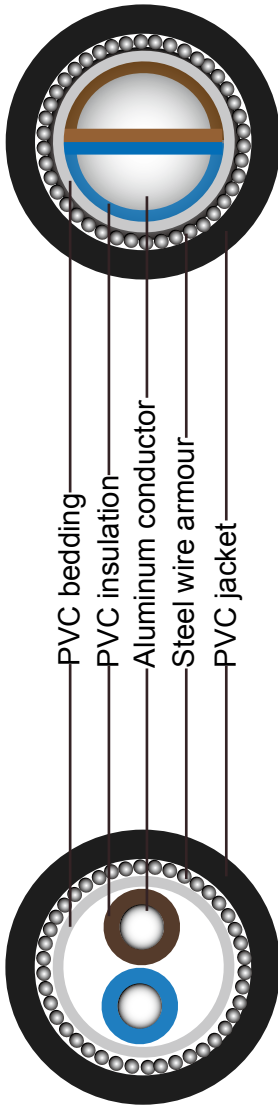 PVC bedding
PVC insulation
Aluminum conductor
Steel wire armour
PVC jacket